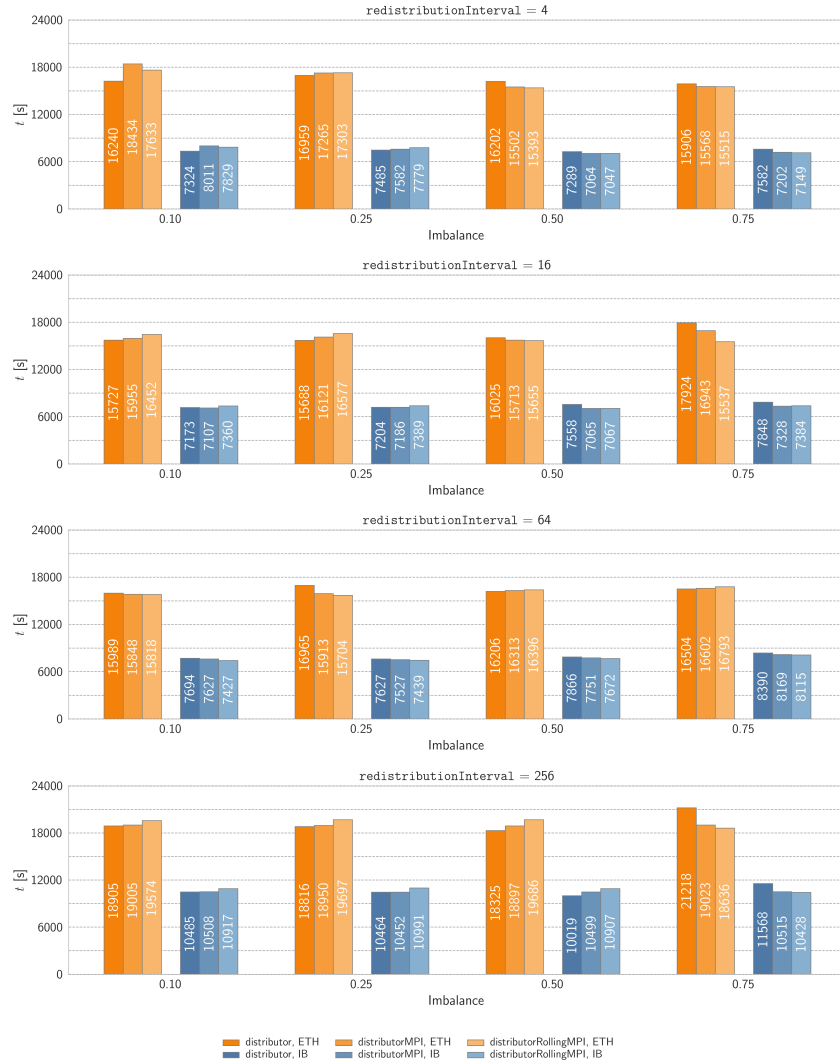 redistributionInterval = 4
24000
18000
12000
6000
0
t [s]
16240 18434 17633 7324 8011 7829 16959 17265 17303 7485 7582 7779 16202 15502 15393 7289 7064 7047 15906 15568 15515 7582 7202 7149
0.10 0.25 0.50 0.75
Imbalance
redistributionInterval = 16
24000
18000
12000
6000
0
t [s]
15727 15955 16452 7173 7107 7360 15688 16121 16577 7204 7186 7389 16025 15713 15655 7558 7065 7067 17924 16943 15537 7848 7328 7384
0.10 0.25 0.50 0.75
Imbalance
redistributionInterval = 64
24000
18000
12000
6000
0
t [s]
15989 15848 15818 7694 7627 7427 16965 15913 15704 7627 7527 7439 16206 16313 16396 7866 7751 7672 16504 16602 16793 8390 8169 8115
0.10 0.25 0.50 0.75
Imbalance
redistributionInterval = 256
24000
18000
12000
6000
0
t [s]
18905 19005 19574 10485 10508 10917 18816 18950 19697 10464 10452 10991 18325 18897 19686 10019 10499 10907 21218 19023 18636 11568 10515 10428
0.10 0.25 0.50 0.75
Imbalance
distributor, ETH distributorMPI, ETH distributorRollingMPI, ETH
distributor, IB distributorMPI, IB distributorRollingMPI, IB